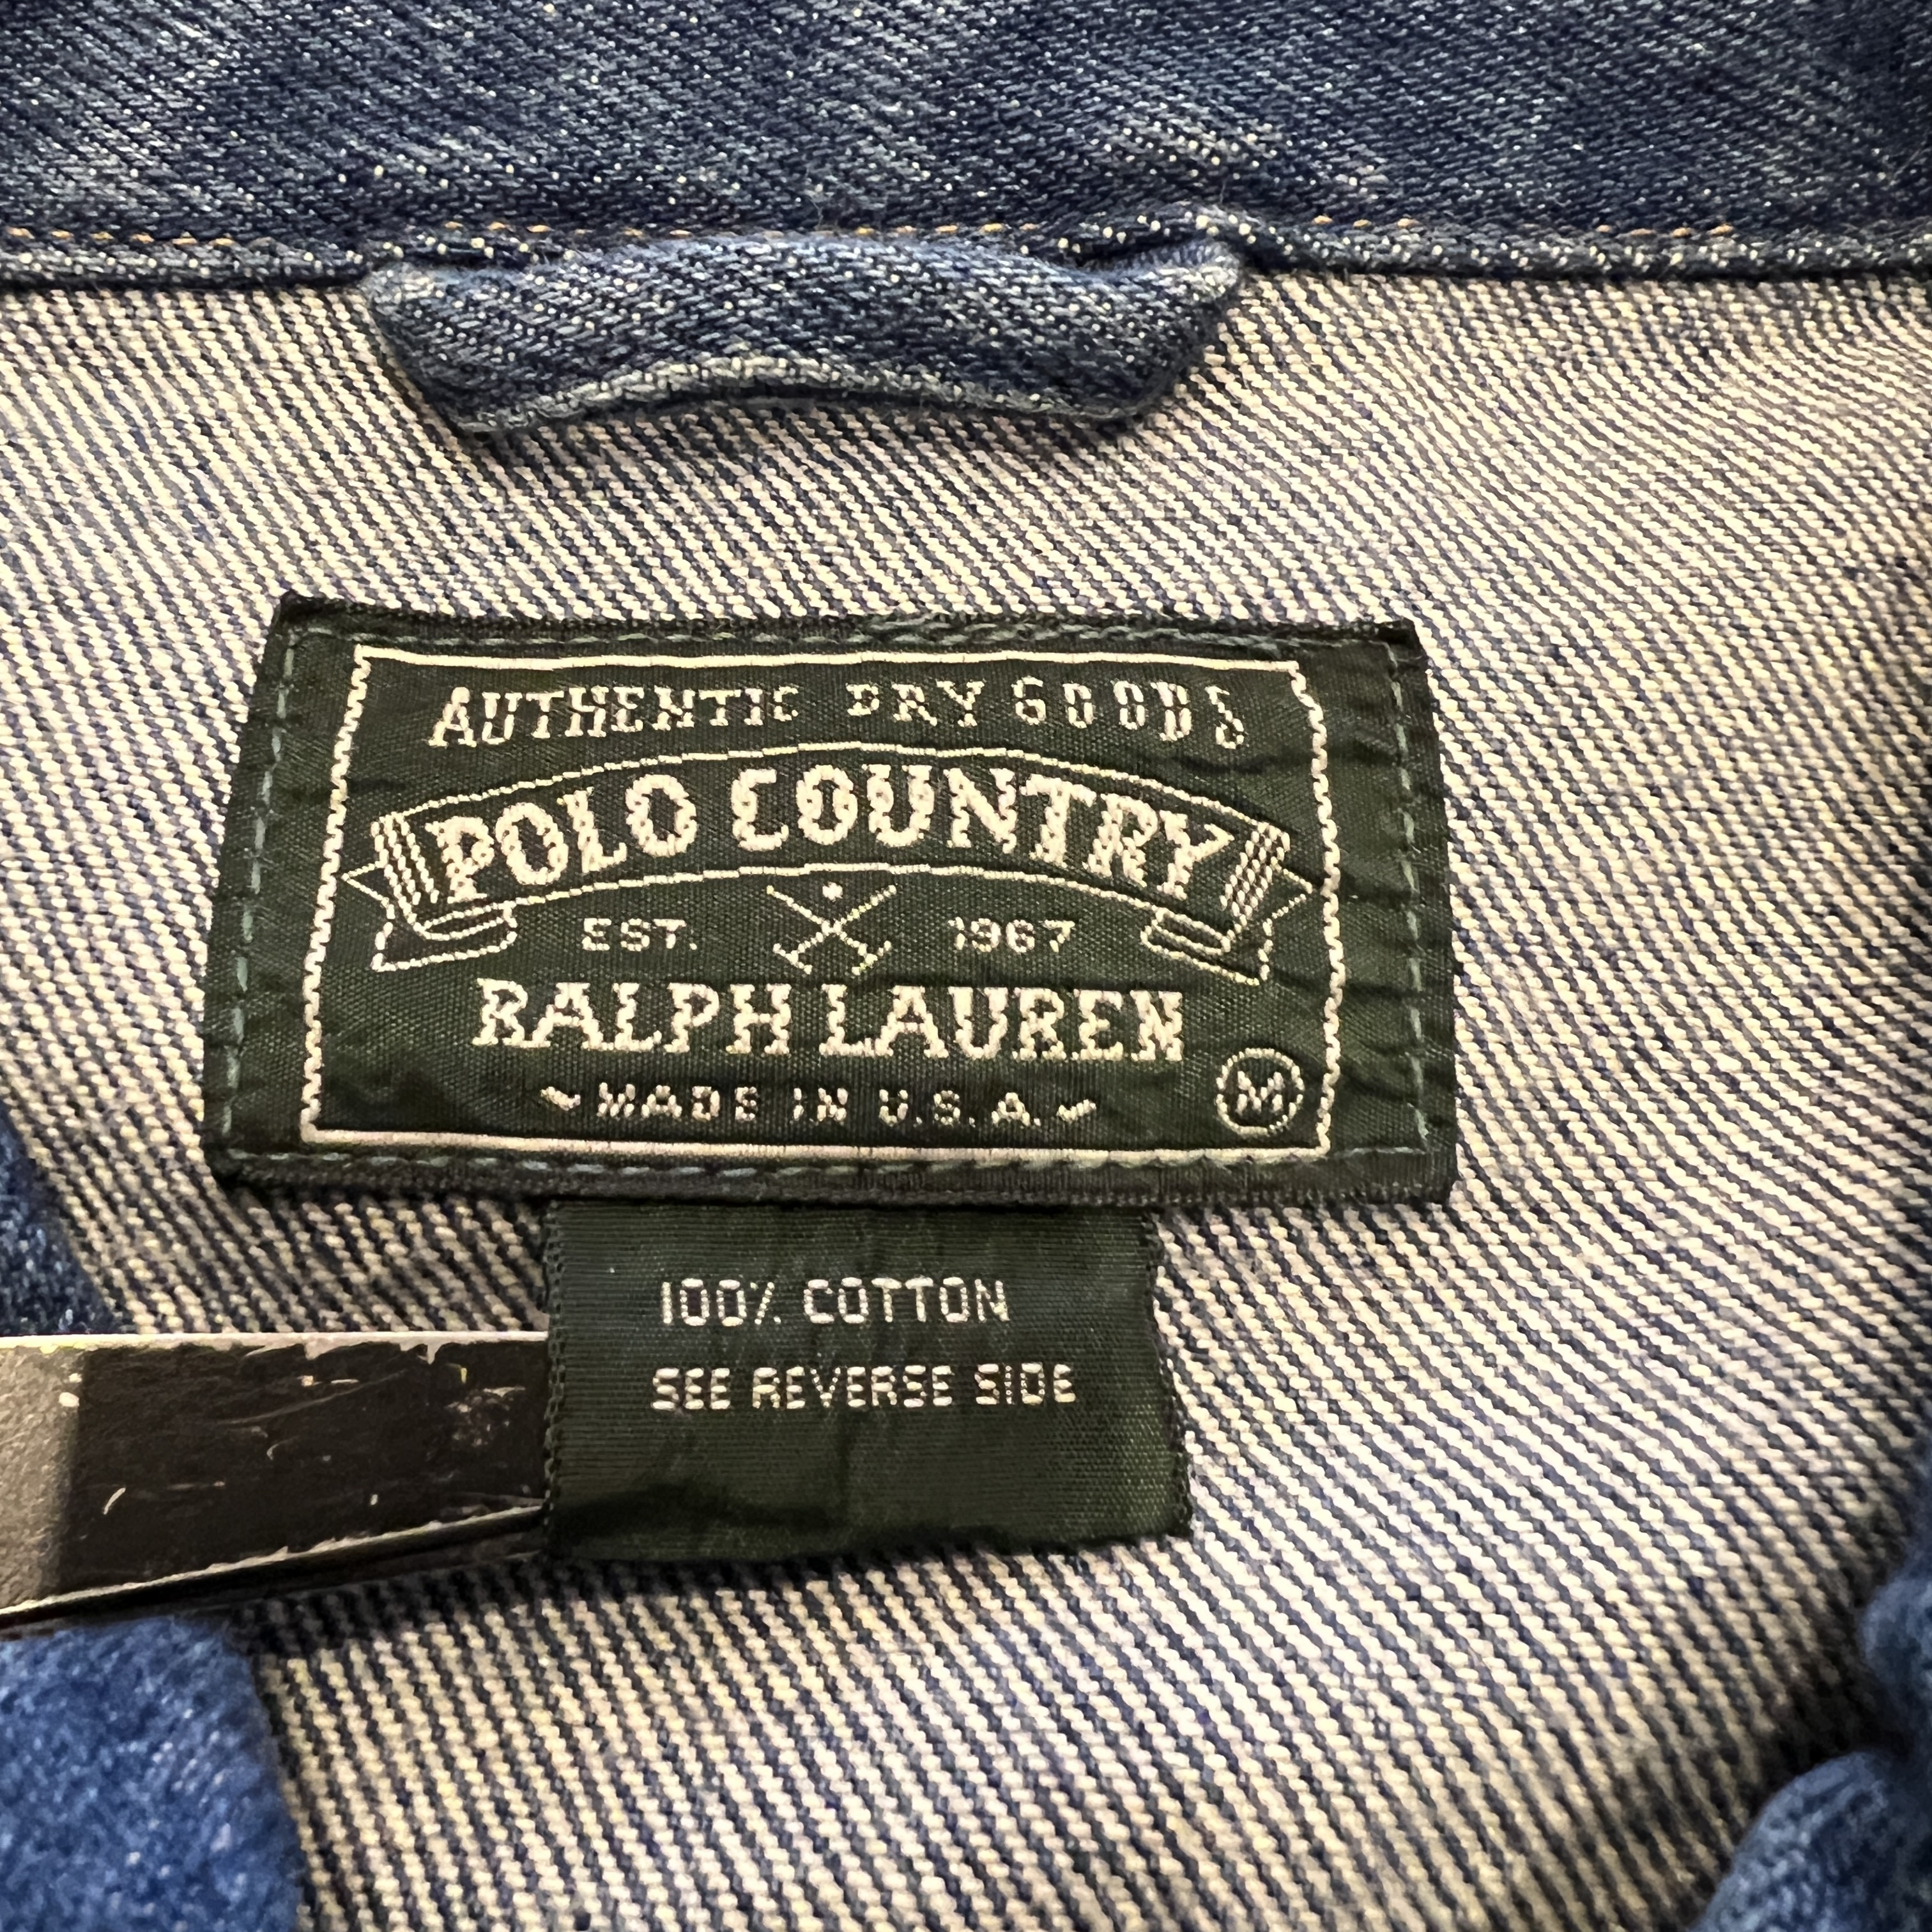 AUTHENTIC DRY GOODS
POLO COUNTRY
EST. 1967
RALPH LAUREN
~MADE IN U.S.A.~
M
100% COTTON
SEE REVERSE SIDE